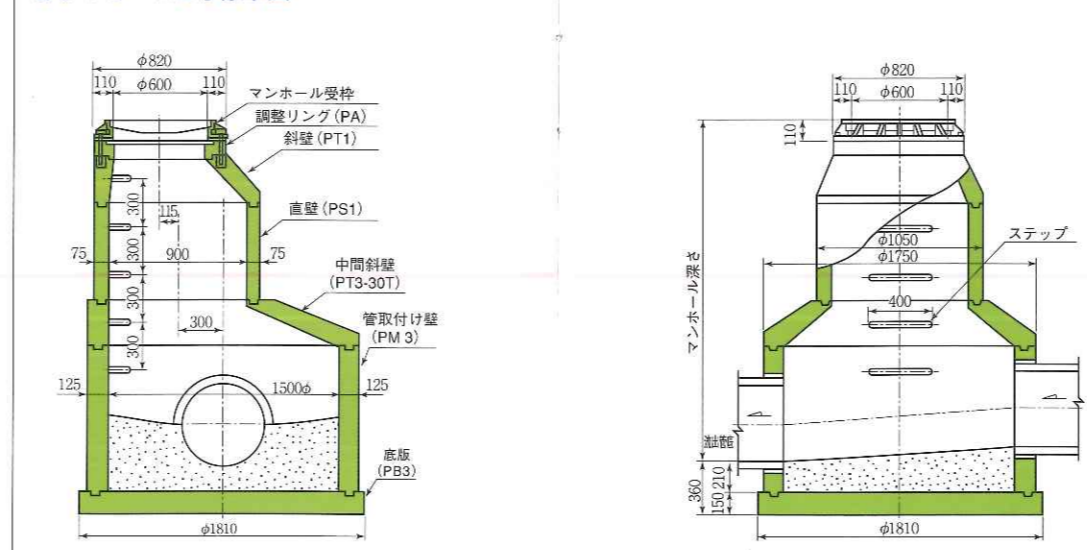 φ820
110
φ600
110
マンホール受枠
調整リング(PA)
斜壁(PT1)
300
115
直壁(PS1)
75
900
75
300
中間斜壁
(PT3-30T)
300
300
管取付け壁
(PM 3)
300
125
1500φ
125
底版
(PB3)
φ1810
φ820
110
φ600
110
110
マンホール深さ
ステップ
φ1050
φ1750
400
360
210
150
φ1810